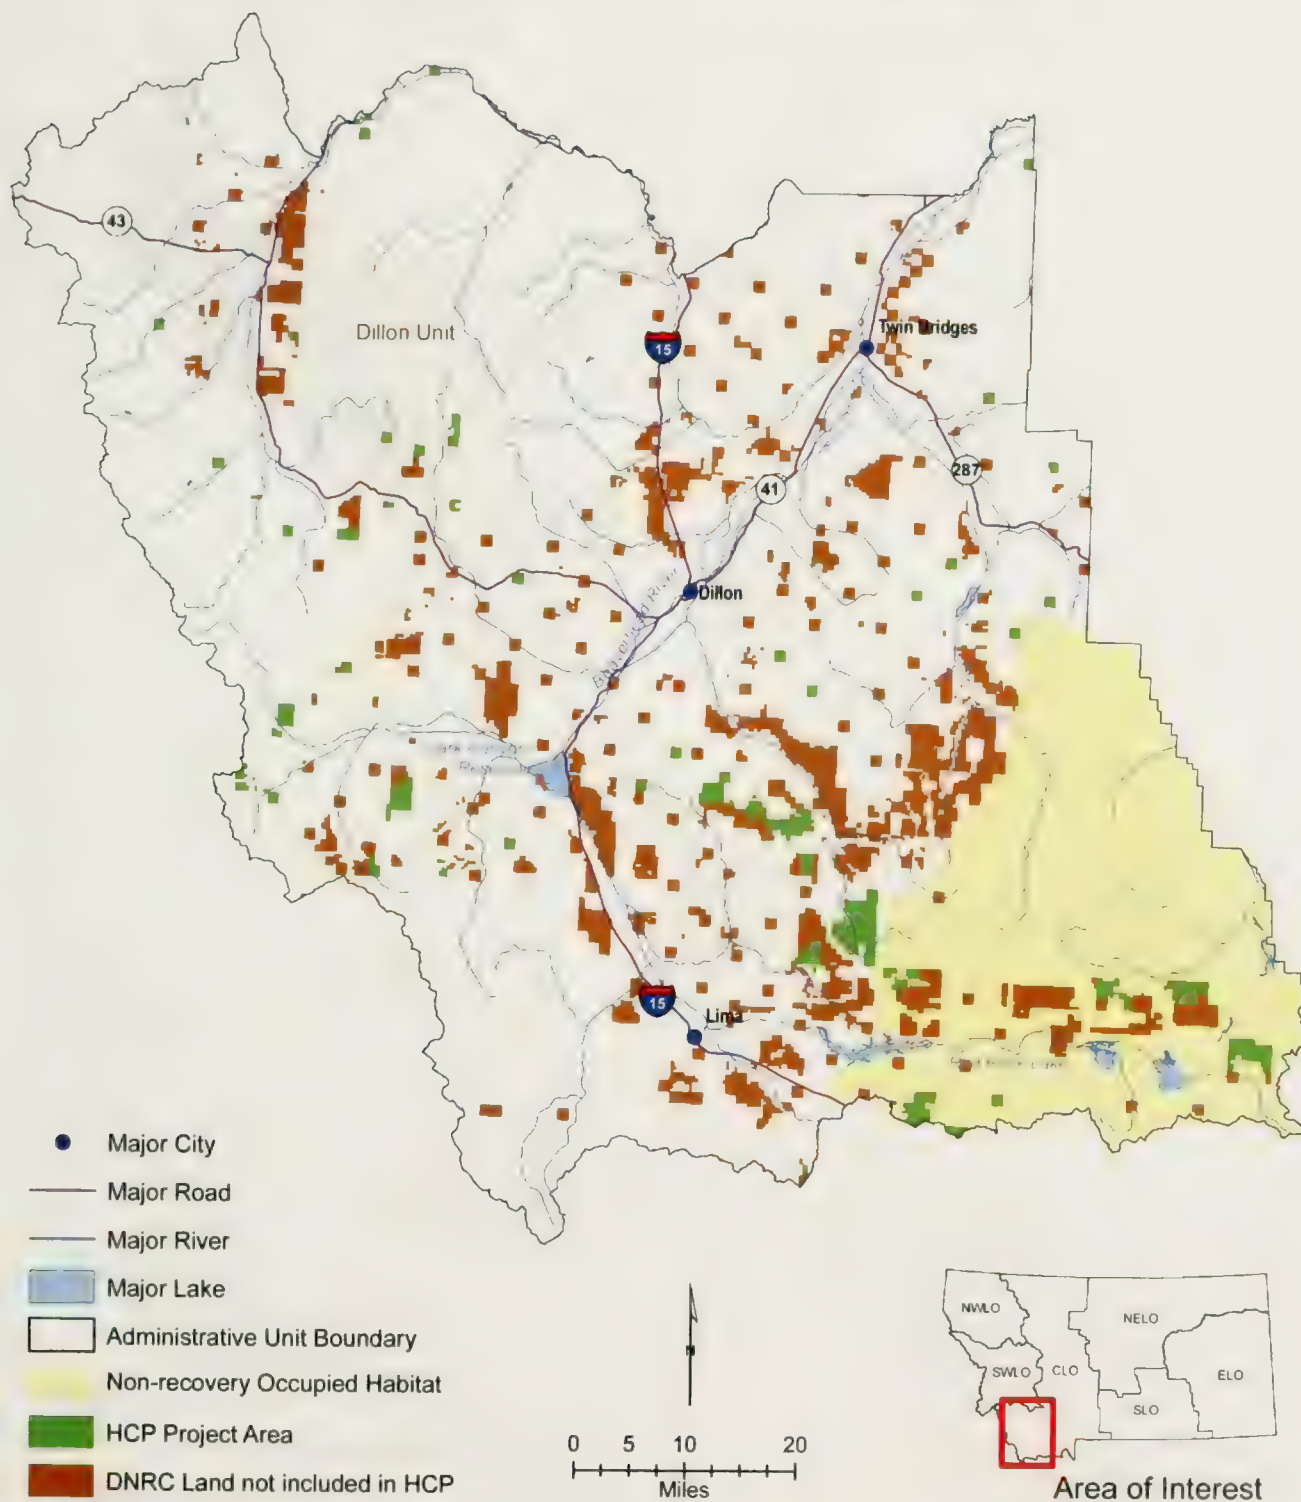 43
Dillon Unit
15
Twin Bridges
41
287
Dillon
River
15
Lima
Major City
Major Road
Major River
Major Lake
Administrative Unit Boundary
Non-recovery Occupied Habitat
HCP Project Area
DNRC Land not included in HCP
0 5 10 20
Miles
NWLO
NELO
SWLO
CLO
ELO
SLO
Area of Interest